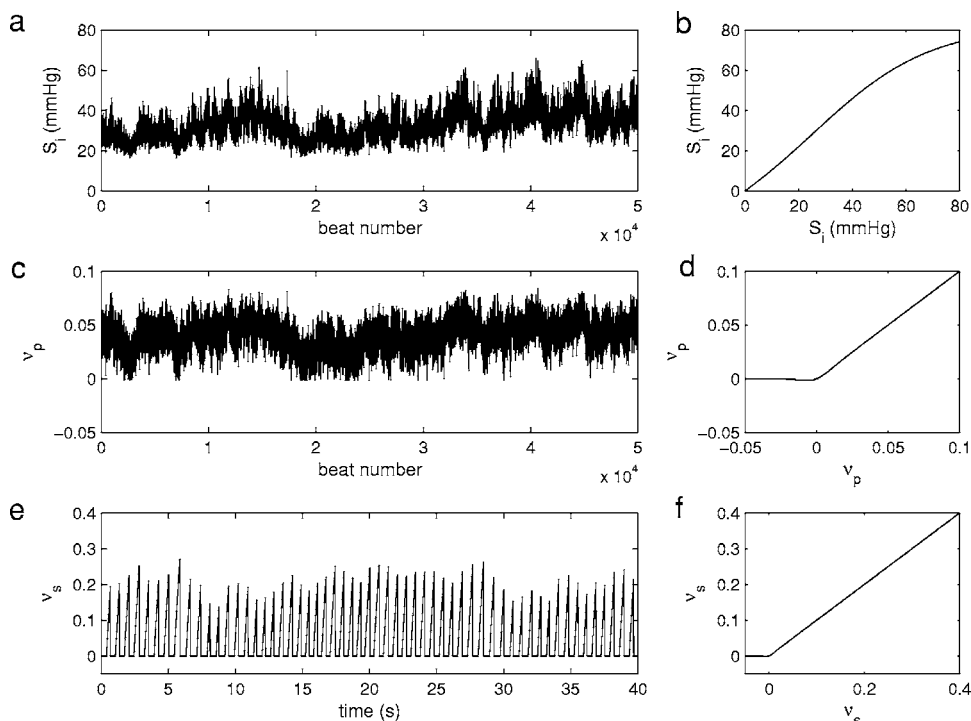 a
80
60
40
20
0
S_i (mmHg)
0 1 2 3 4 5
beat number
x 10^4
b
80
60
40
20
0
S_i (mmHg)
0 20 40 60 80
S_i (mmHg)
c
0.1
0.05
0
−0.05
ν_p
0 1 2 3 4 5
beat number
x 10^4
d
0.1
0.05
0
−0.05
ν_p
−0.05 0 0.05 0.1
ν_p
e
0.4
0.3
0.2
0.1
0
ν_s
0 5 10 15 20 25 30 35 40
time (s)
f
0.4
0.3
0.2
0.1
0
ν_s
0 0.2 0.4
ν_s